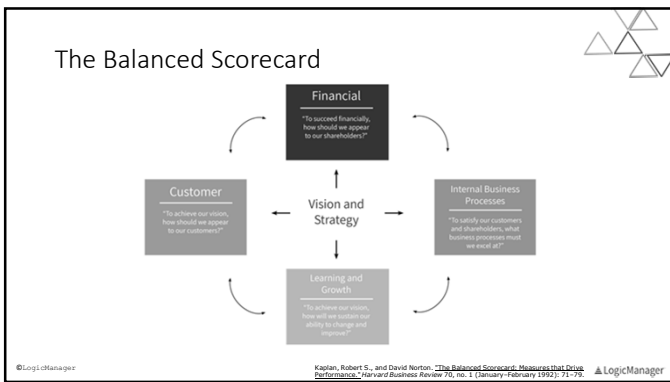 The Balanced Scorecard
Financial
"To succeed financially,
how should we appear
to our shareholders?"
Customer
"To achieve our vision,
how should we appear
to our customers?"
Vision and
Strategy
Internal Business
Processes
"To satisfy our customers
and shareholders, what
business processes must
we excel at?"
Learning and
Growth
"To achieve our vision,
how will we sustain our
ability to change and
improve?"
©LogicManager
Kaplan, Robert S., and David Norton. "The Balanced Scorecard: Measures that Drive
Performance." Harvard Business Review 70, no. 1 (January–February 1992): 71–79.
LogicManager